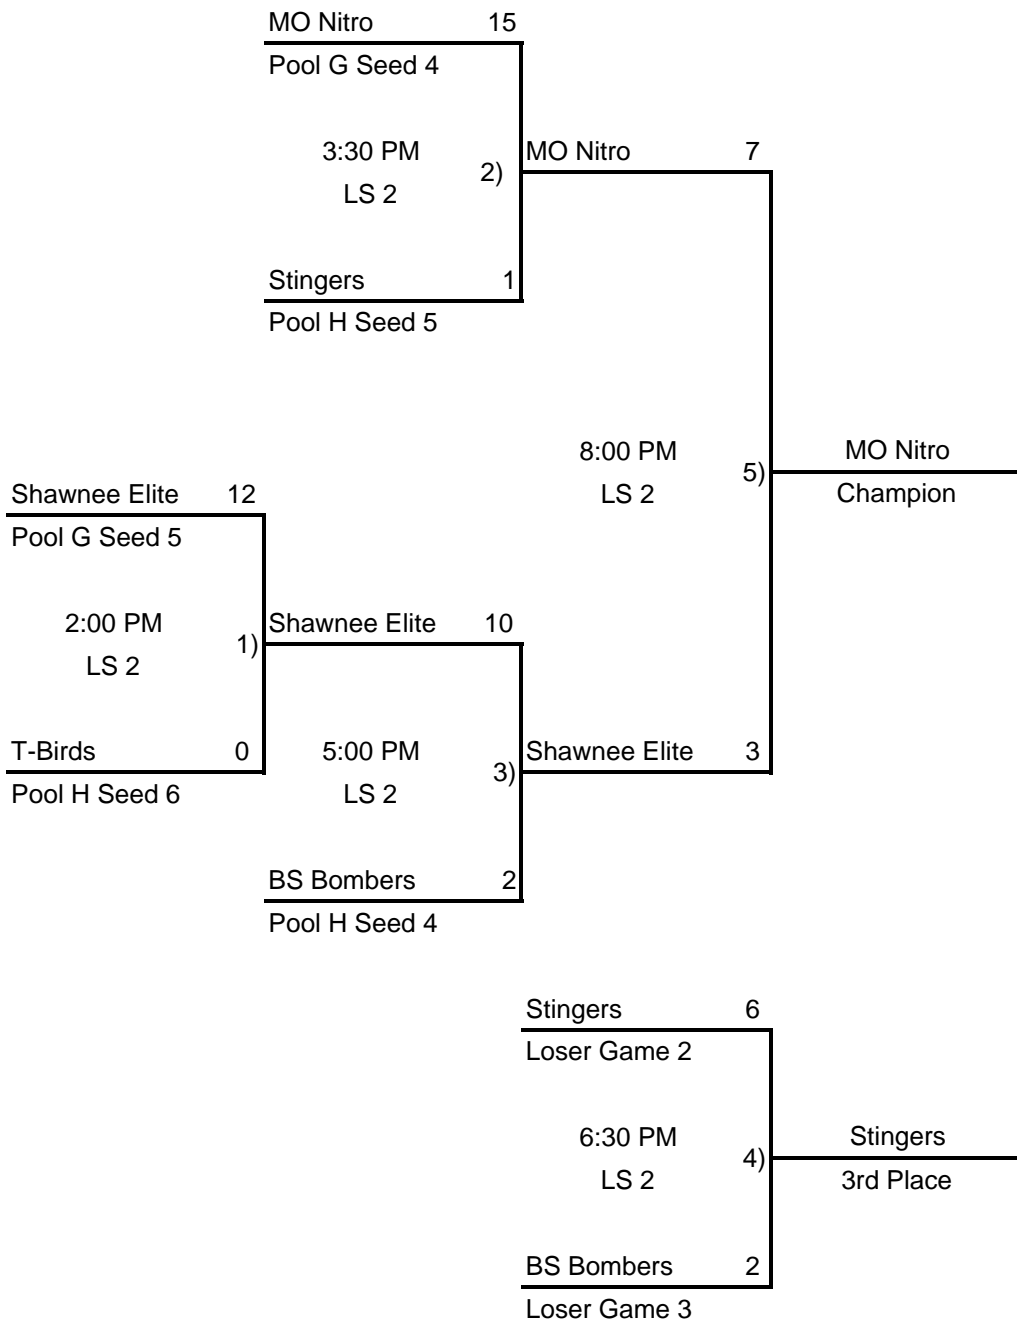 MO Nitro 15
Pool G Seed 4
3:30 PM
2)
LS 2
MO Nitro 7
Stingers 1
Pool H Seed 5
8:00 PM
5)
LS 2
MO Nitro
Champion
Shawnee Elite 12
Pool G Seed 5
2:00 PM
1)
LS 2
Shawnee Elite 10
T-Birds 0
Pool H Seed 6
5:00 PM
3)
LS 2
Shawnee Elite 3
BS Bombers 2
Pool H Seed 4
Stingers 6
Loser Game 2
6:30 PM
4)
LS 2
Stingers
3rd Place
BS Bombers 2
Loser Game 3